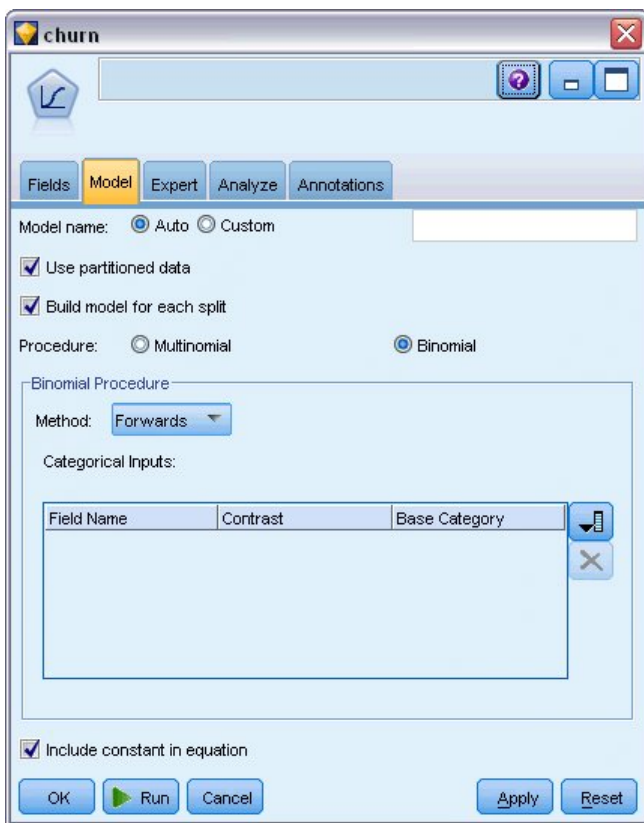 churn
Fields Model Expert Analyze Annotations
Model name: Auto Custom
Use partitioned data
Build model for each split
Procedure: Multinomial Binomial
Binomial Procedure
Method: Forwards
Categorical Inputs:
Field Name Contrast Base Category
Include constant in equation
OK Run Cancel Apply Reset